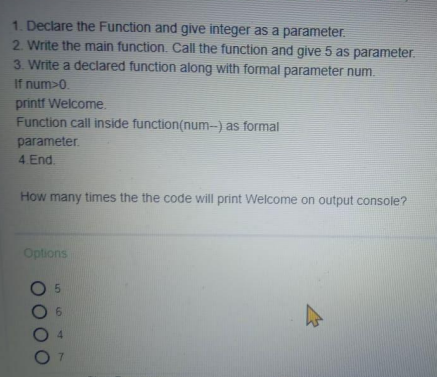 1. Declare the Function and give integer as a parameter.
2. Write the main function. Call the function and give 5 as parameter.
3. Write a declared function along with formal parameter num.
If num>0.
printf Welcome.
Function call inside function(num--) as formal
parameter.
4.End.
How many times the the code will print Welcome on output console?
Options
5
6
4
7